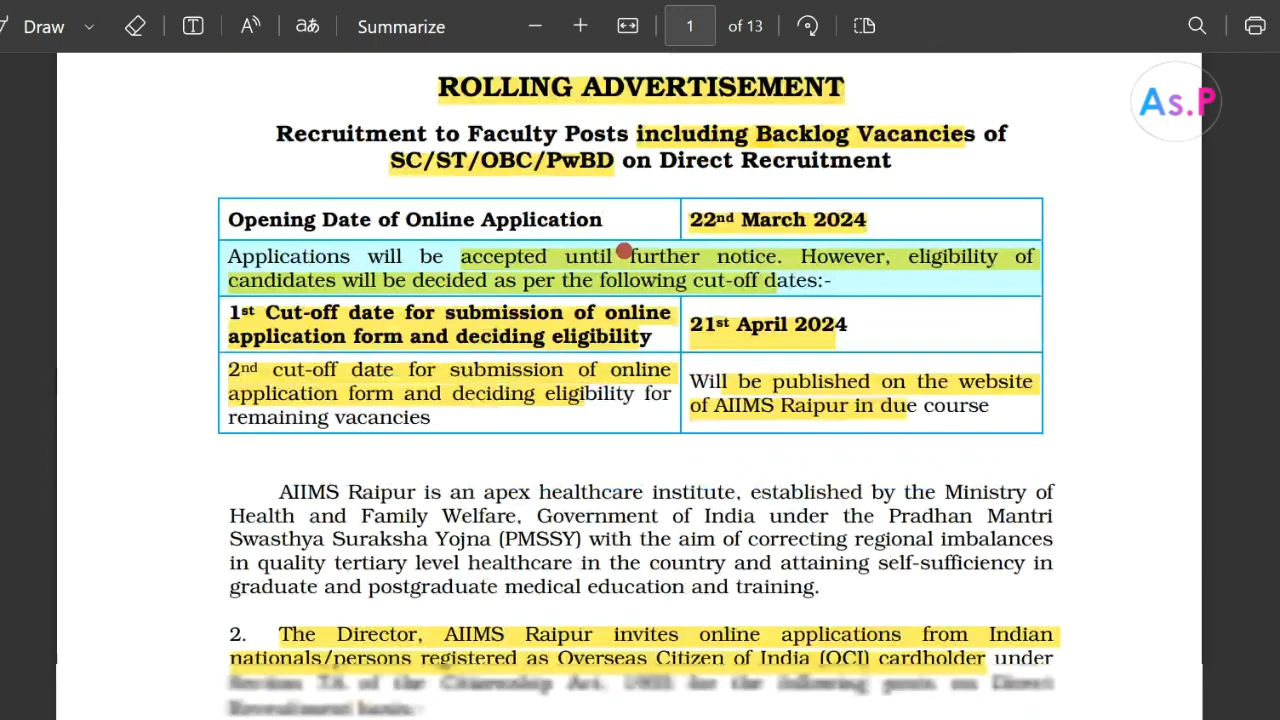 Draw
Summarize
1 of 13
As.P
ROLLING ADVERTISEMENT
Recruitment to Faculty Posts including Backlog Vacancies of
SC/ST/OBC/PwBD on Direct Recruitment
Opening Date of Online Application
22nd March 2024
Applications will be accepted until further notice. However, eligibility of
candidates will be decided as per the following cut-off dates:-
1st Cut-off date for submission of online
application form and deciding eligibility
21st April 2024
2nd cut-off date for submission of online
application form and deciding eligibility for
remaining vacancies
Will be published on the website
of AIIMS Raipur in due course
AIIMS Raipur is an apex healthcare institute, established by the Ministry of
Health and Family Welfare, Government of India under the Pradhan Mantri
Swasthya Suraksha Yojna (PMSSY) with the aim of correcting regional imbalances
in quality tertiary level healthcare in the country and attaining self-sufficiency in
graduate and postgraduate medical education and training.
2. The Director, AIIMS Raipur invites online applications from Indian
nationals/persons registered as Overseas Citizen of India (OCI) cardholder under